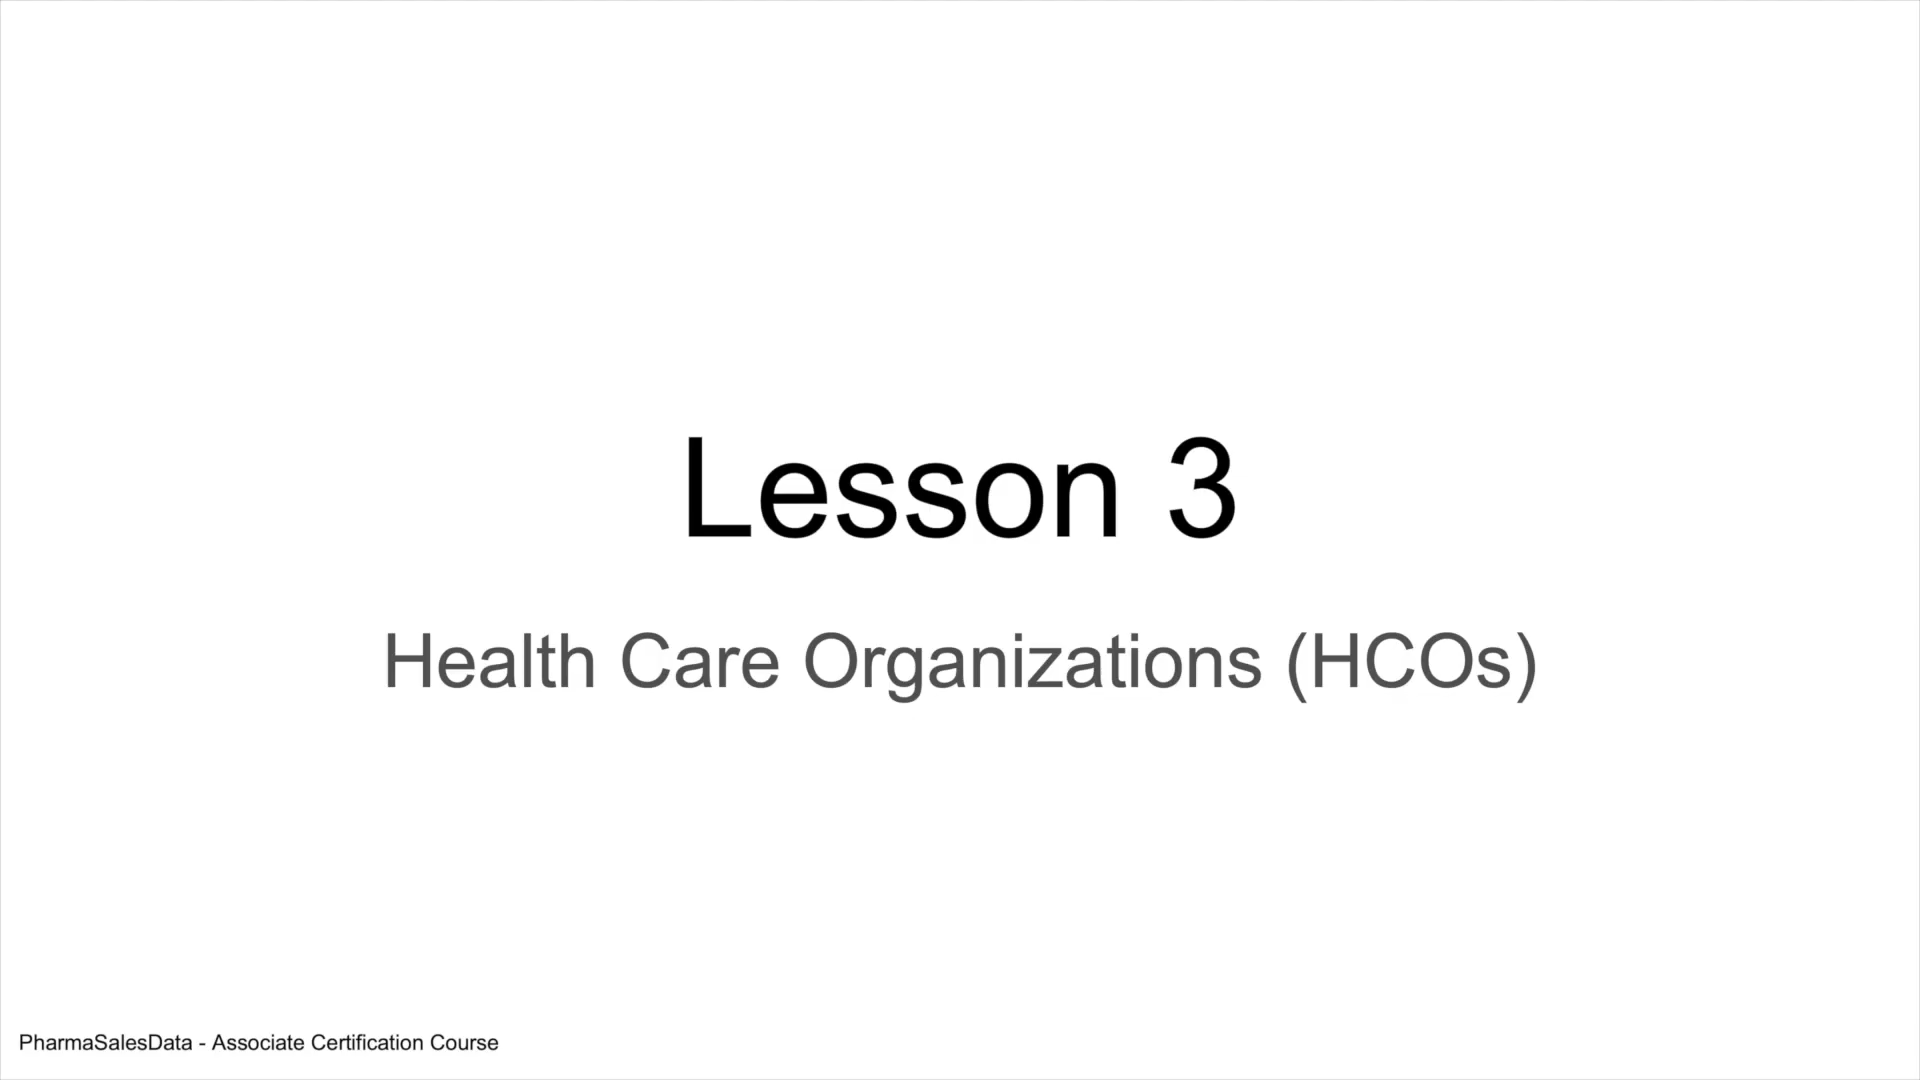 Lesson 3
Health Care Organizations (HCOs)
PharmaSalesData - Associate Certification Course